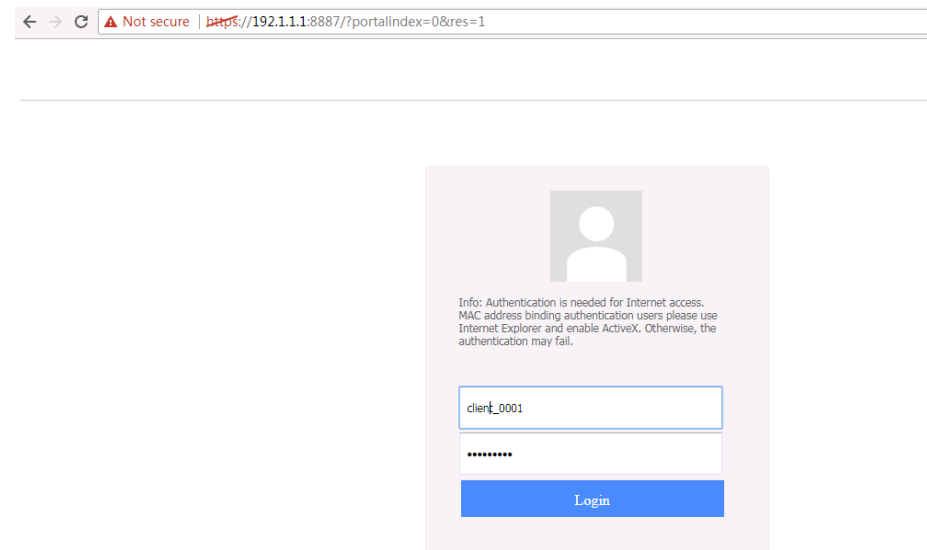 Not secure | https://192.1.1.1:8887/?portalindex=0&res=1
Info: Authentication is needed for Internet access.
MAC address binding authentication users please use
Internet Explorer and enable ActiveX. Otherwise, the
authentication may fail.
client_0001
•••••••••
Login